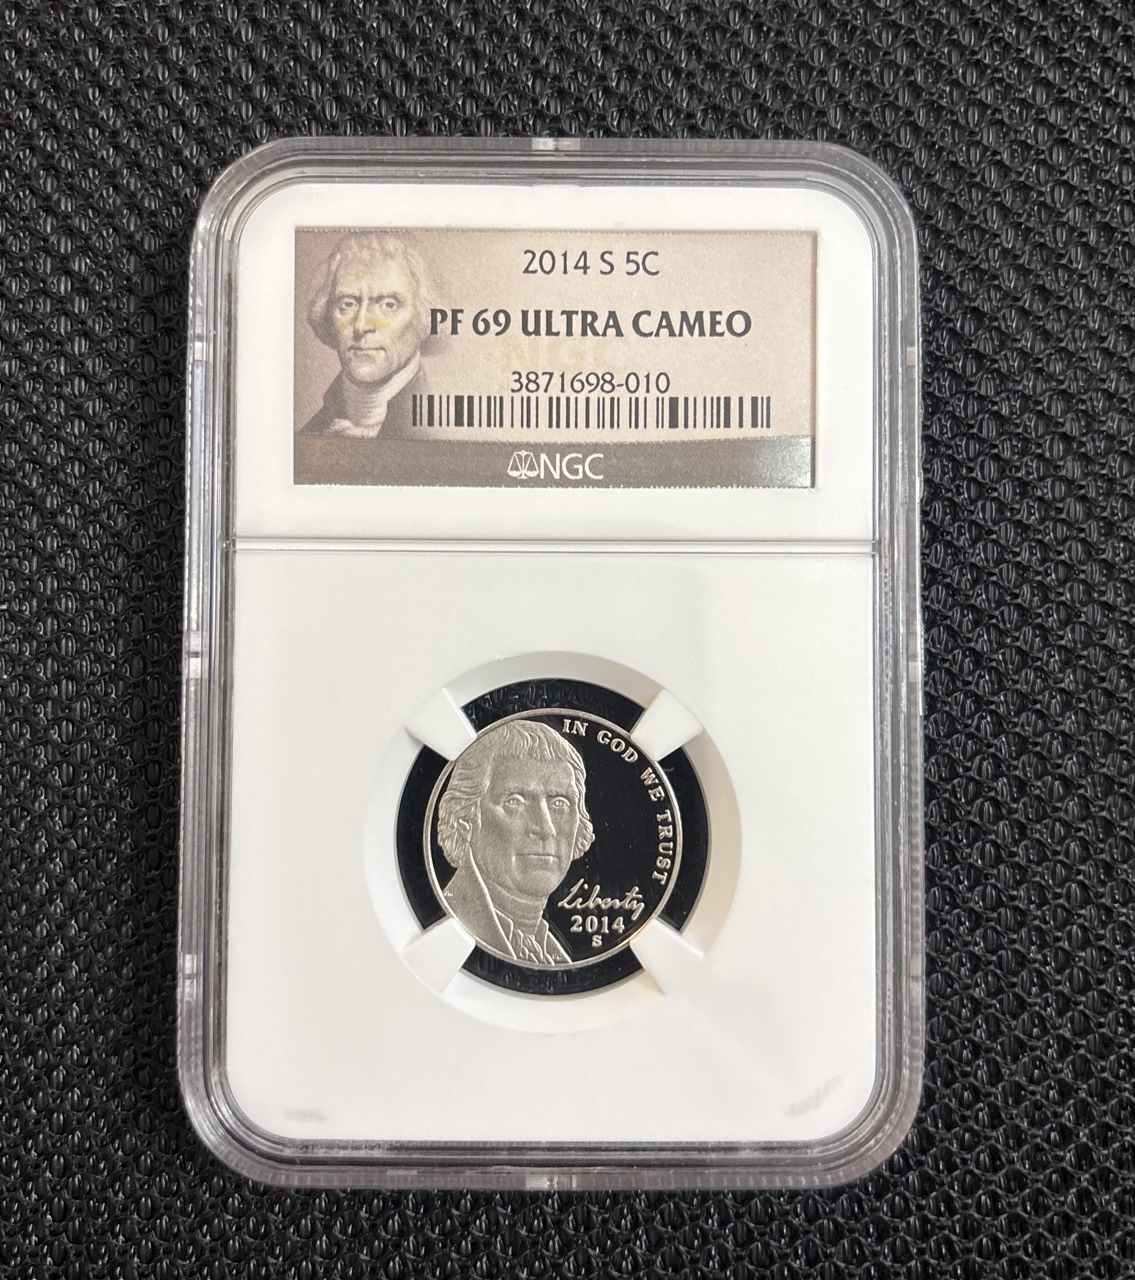 2014 S 5C
PF 69 ULTRA CAMEO
3871698-010
NGC
IN GOD WE TRUST
Liberty
2014
S